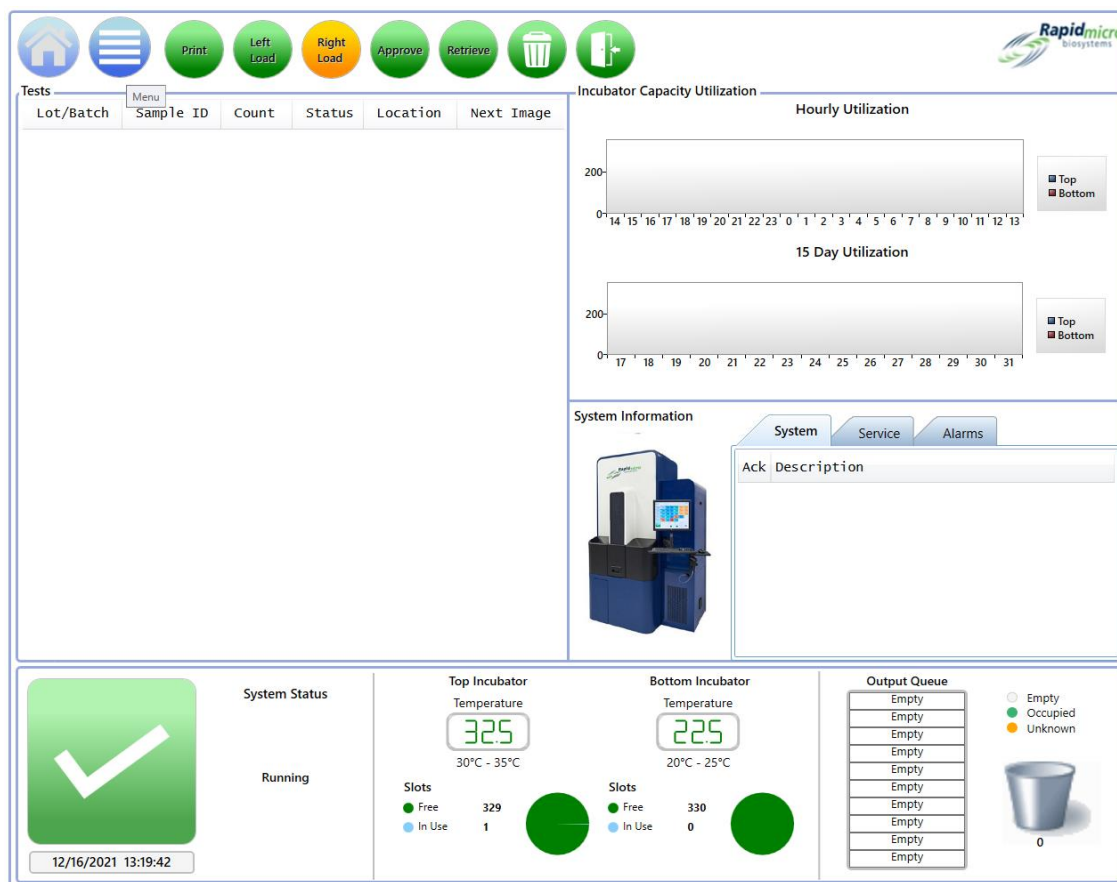 Print
Left Load
Right Load
Approve
Retrieve
Rapidmicro
biosystems
Tests
Menu
Lot/Batch Sample ID Count Status Location Next Image
Incubator Capacity Utilization
Hourly Utilization
200
0
14 15 16 17 18 19 20 21 22 23 0 1 2 3 4 5 6 7 8 9 10 11 12 13
Top
Bottom
15 Day Utilization
200
0
17 18 19 20 21 22 23 24 25 26 27 28 29 30 31
Top
Bottom
System Information
System Service Alarms
Ack Description
Rapidmicro
System Status
Running
12/16/2021 13:19:42
Top Incubator
Temperature
32.5
30°C - 35°C
Slots
Free 329
In Use 1
Bottom Incubator
Temperature
22.5
20°C - 25°C
Slots
Free 330
In Use 0
Output Queue
Empty
Empty
Empty
Empty
Empty
Empty
Empty
Empty
Empty
Empty
Empty
Occupied
Unknown
0